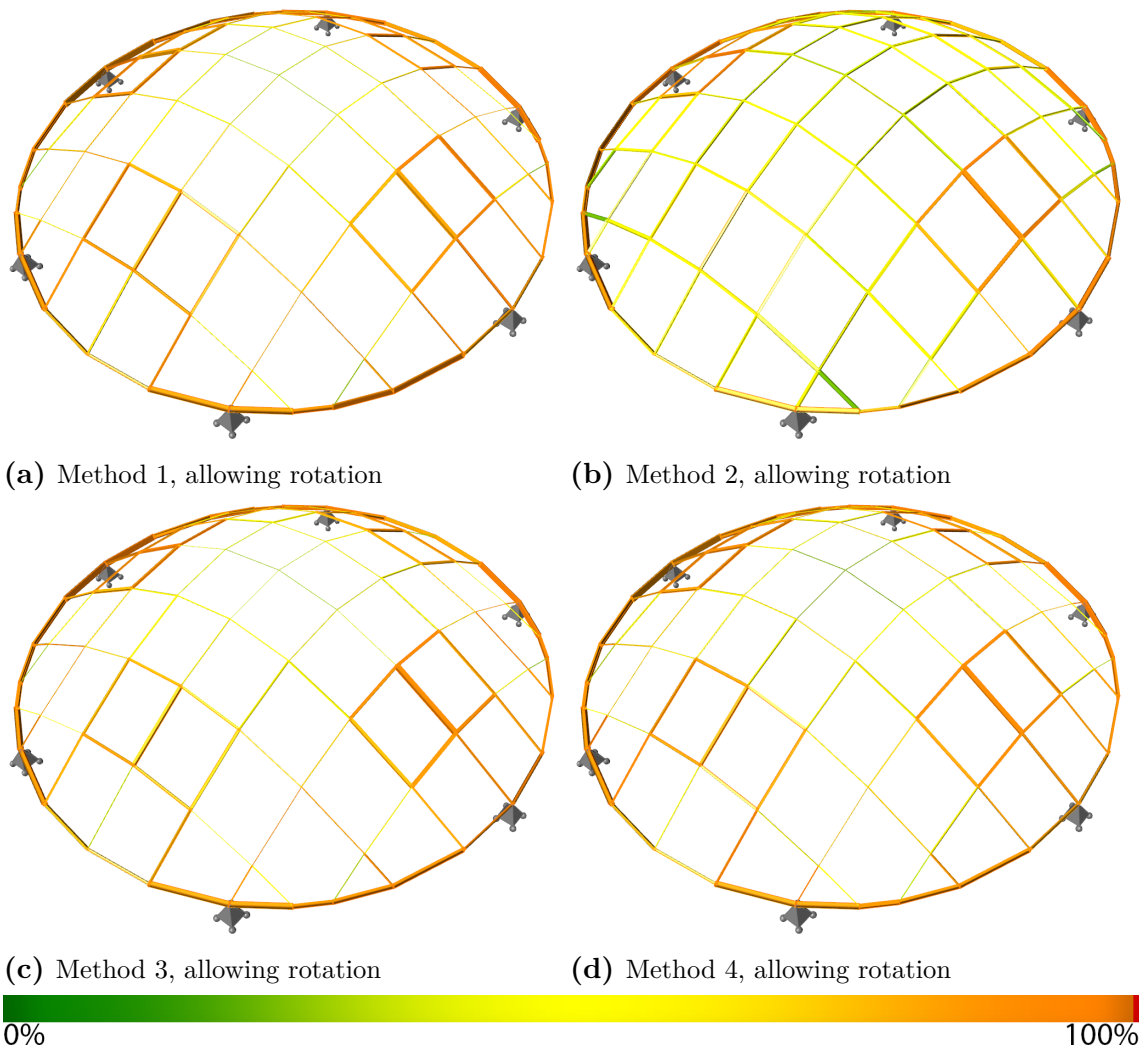 (a) Method 1, allowing rotation
(b) Method 2, allowing rotation
(c) Method 3, allowing rotation
(d) Method 4, allowing rotation
0%
100%